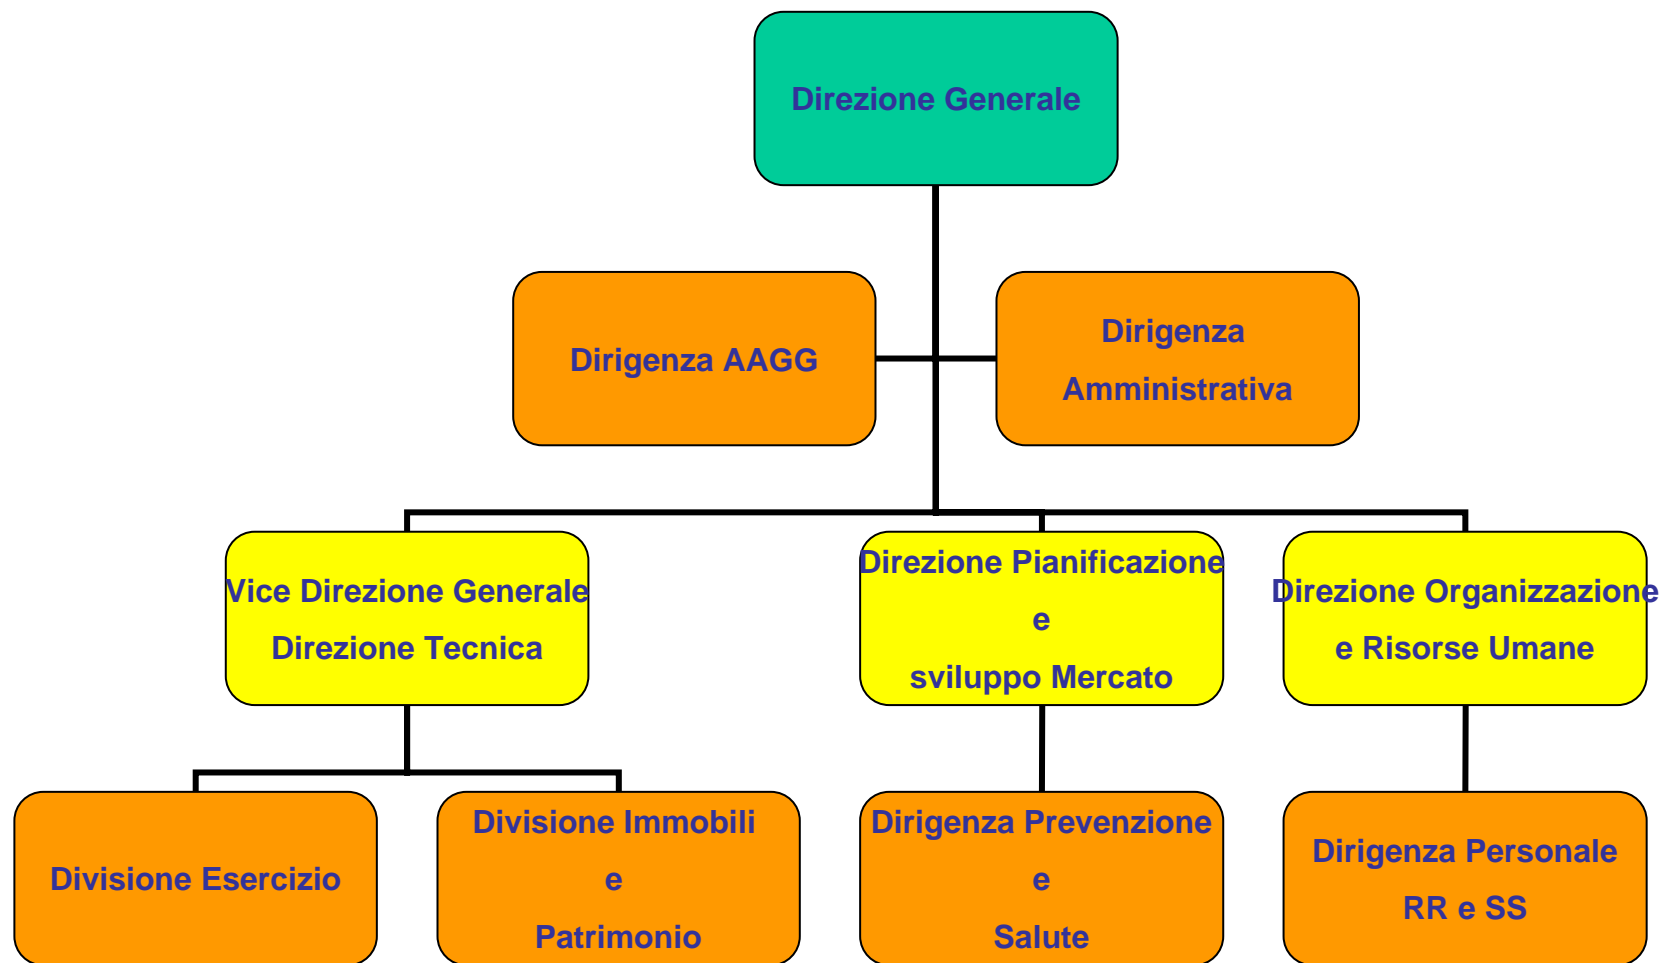 Direzione Generale
Dirigenza AAGG
Dirigenza
Amministrativa
Vice Direzione Generale
Direzione Tecnica
Direzione Pianificazione
e
sviluppo Mercato
Direzione Organizzazione
e Risorse Umane
Divisione Esercizio
Divisione Immobili
e
Patrimonio
Dirigenza Prevenzione
e
Salute
Dirigenza Personale
RR e SS